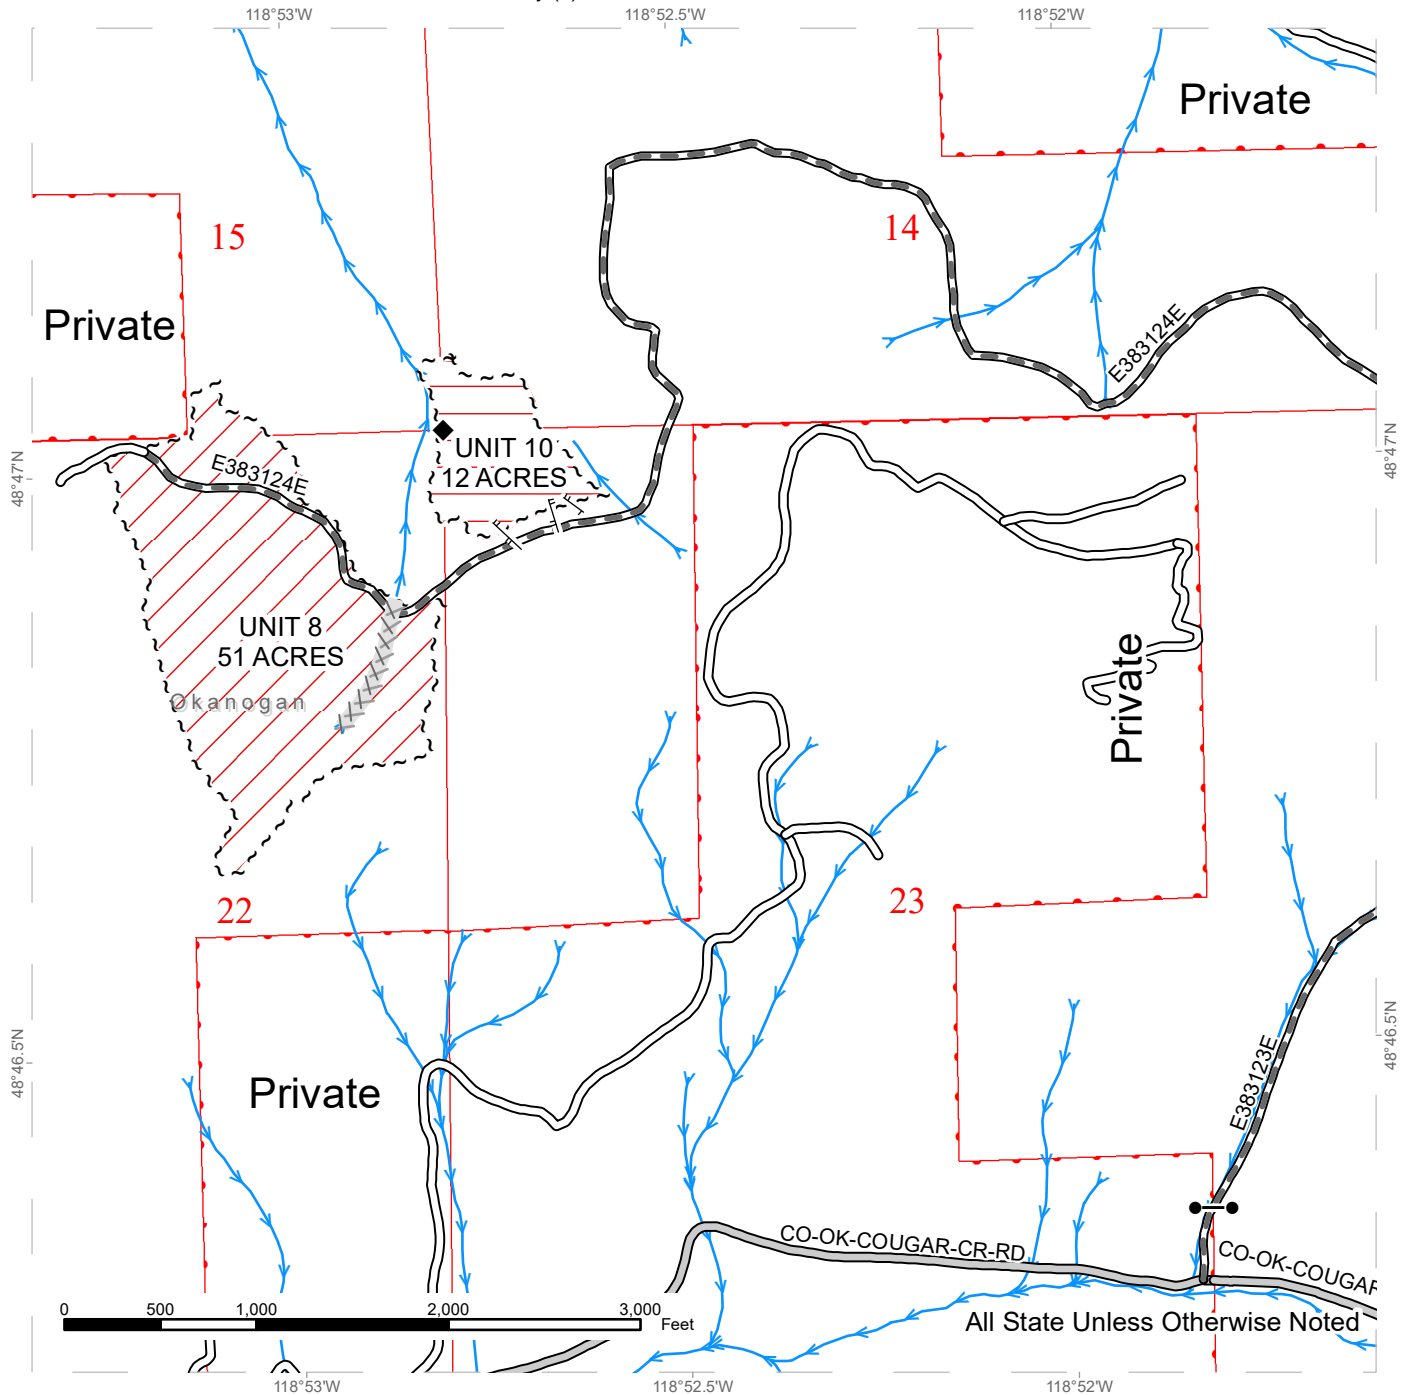 118°53'W
118°52.5'W
118°52'W
Private
15
14
Private
E383124E
UNIT 10
12 ACRES
E383124E
48°47'N
48°47'N
UNIT 8
51 ACRES
Okanogan
Private
22
23
48°46.5'N
48°46.5'N
Private
E383123E
CO-OK-COUGAR-CR-RD
CO-OK-COUGAR
0 500 1,000 2,000 3,000
Feet
All State Unless Otherwise Noted
118°53'W
118°52.5'W
118°52'W